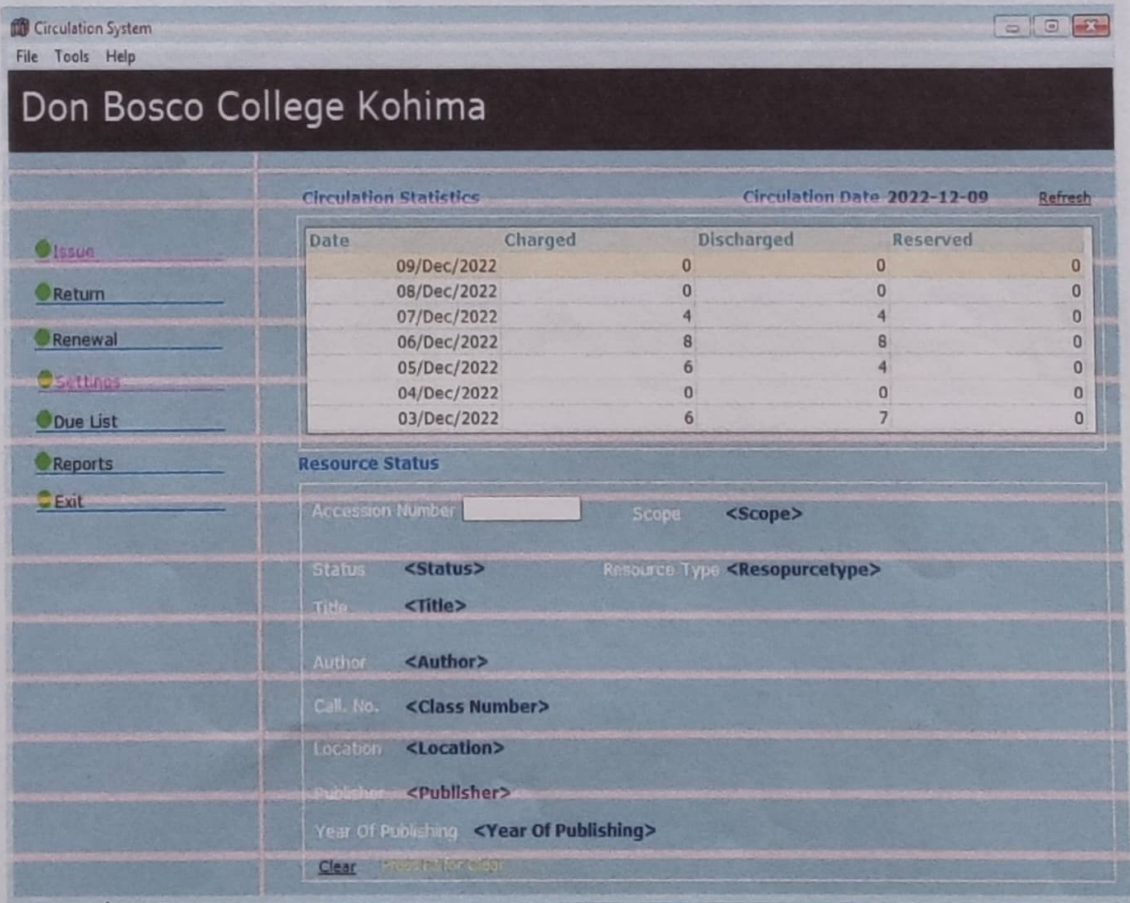 Circulation System
File Tools Help
Don Bosco College Kohima
Circulation Statistics Circulation Date 2022-12-09 Refresh
Date Charged Discharged Reserved
09/Dec/2022 0 0 0
08/Dec/2022 0 0 0
07/Dec/2022 4 4 0
06/Dec/2022 8 8 0
05/Dec/2022 6 4 0
04/Dec/2022 0 0 0
03/Dec/2022 6 7 0
Issue
Return
Renewal
Settings
Due List
Reports
Exit
Resource Status
Accession Number Scope <Scope>
Status <Status> Resource Type <Resopurcetype>
Title <Title>
Author <Author>
Call. No. <Class Number>
Location <Location>
Publisher <Publisher>
Year Of Publishing <Year Of Publishing>
Clear for Clear